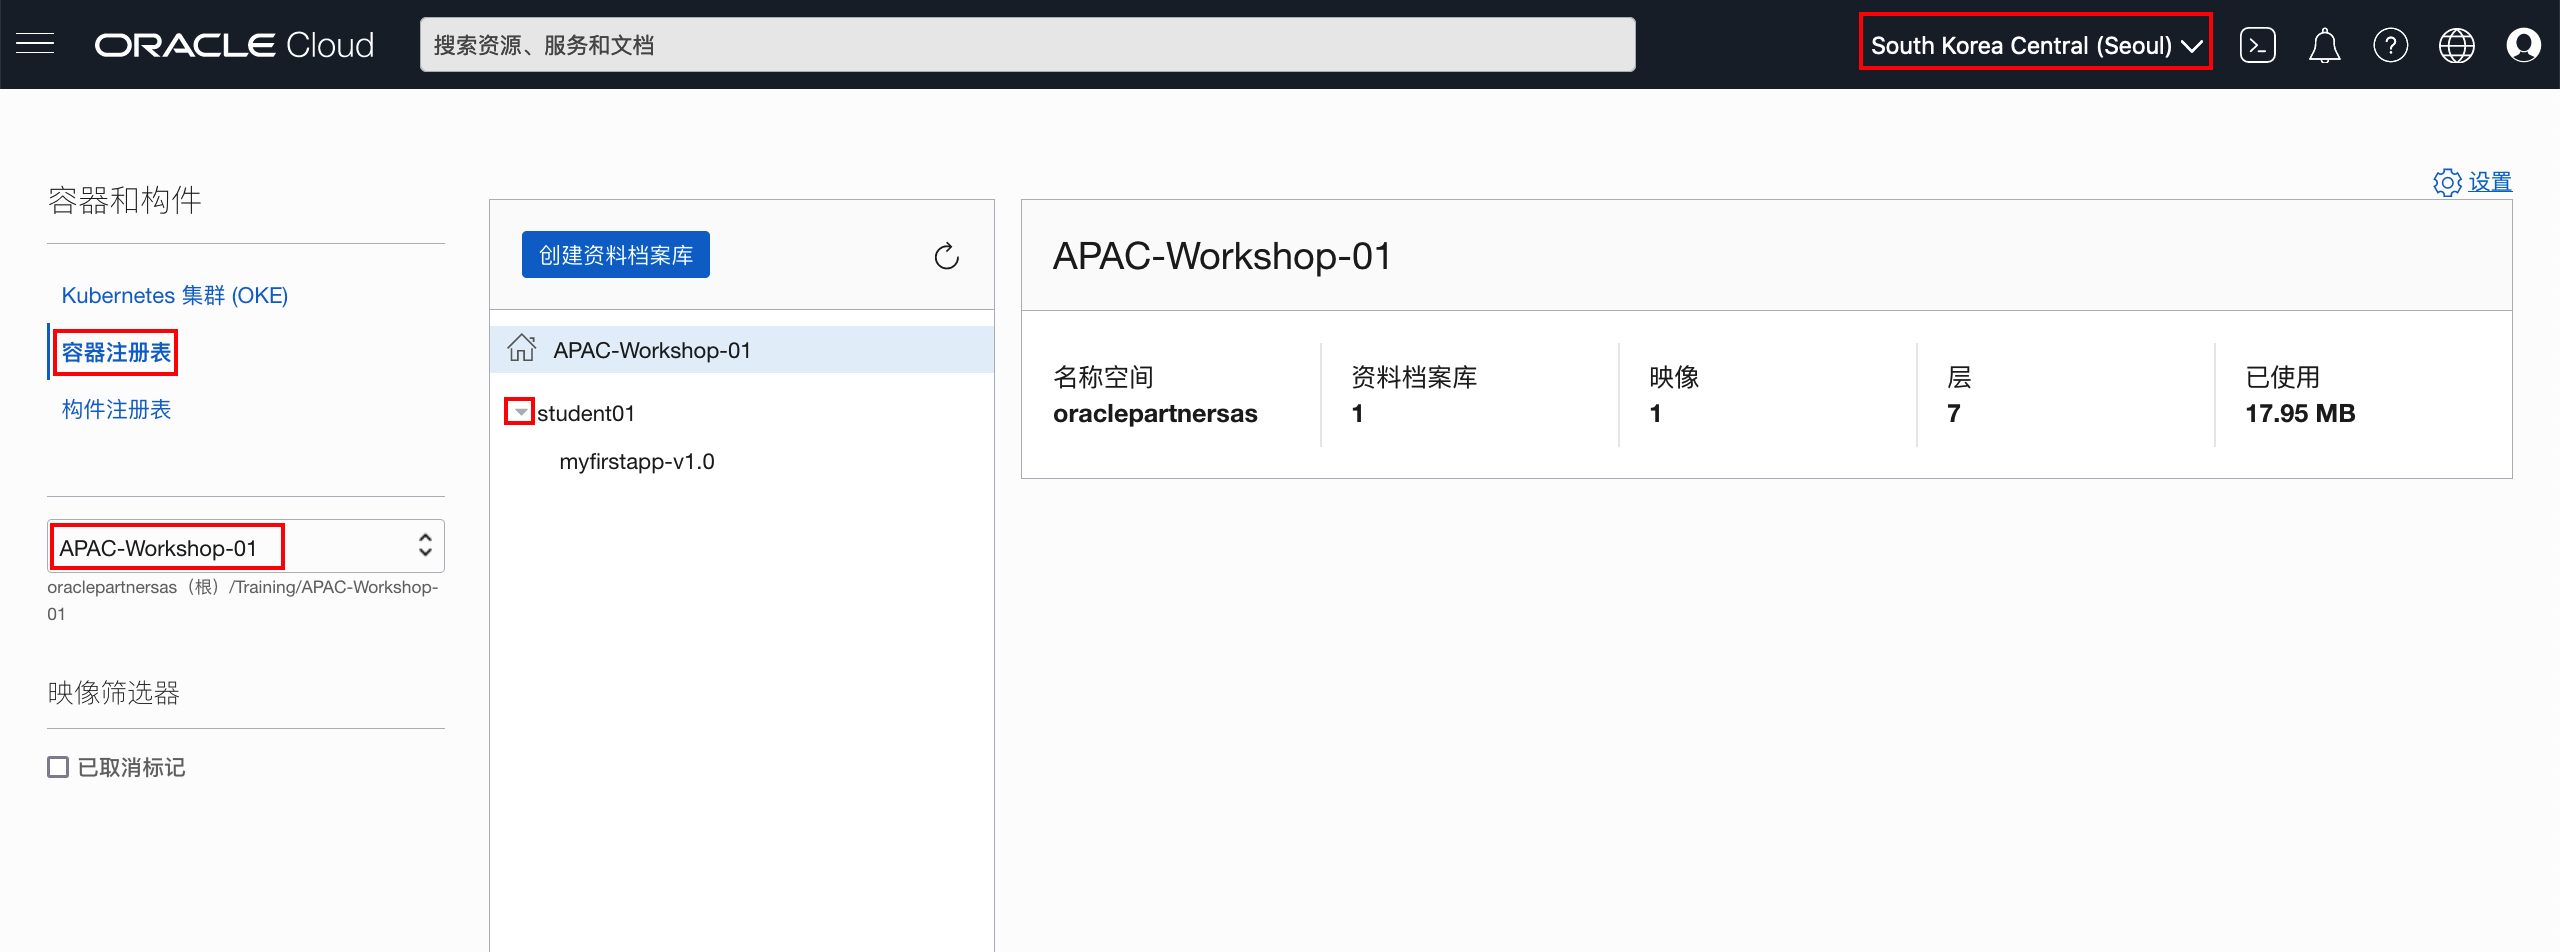 ORACLE Cloud
搜索资源、服务和文档
South Korea Central (Seoul)
设置
容器和构件
Kubernetes 集群 (OKE)
容器注册表
构件注册表
APAC-Workshop-01
oraclepartnersas（根）/Training/APAC-Workshop-
01
映像筛选器
已取消标记
创建资料档案库
APAC-Workshop-01
student01
myfirstapp-v1.0
APAC-Workshop-01
名称空间
oraclepartnersas
资料档案库
1
映像
1
层
7
已使用
17.95 MB